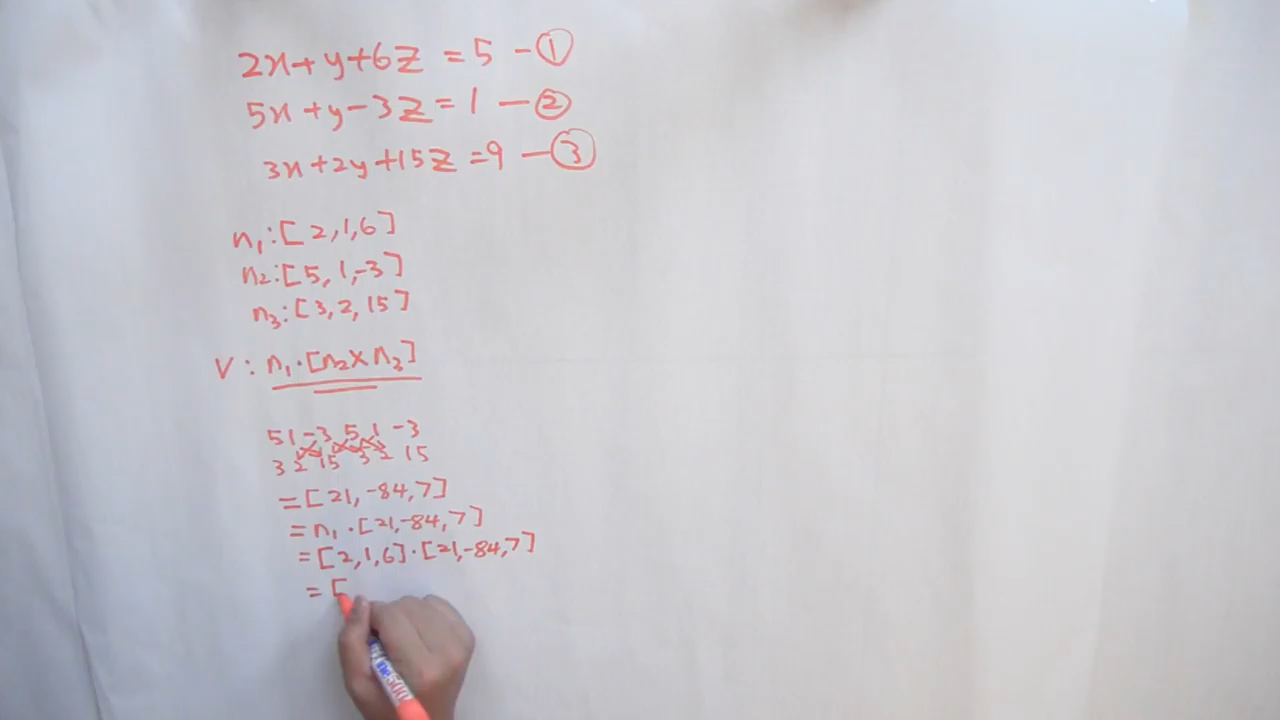 2x+y+6z=5 -①
5x+y-3z=1 —②
3x+2y+15z=9 —③
n₁:[2,1,6]
n₂:[5,1,-3]
n₃:[3,2,15]
V: n₁·[n₂×n₃]
5 1 -3 5 1 -3
3 2 15 3 2 15
=[21,-84,7]
=n₁·[21,-84,7]
=[2,1,6]·[21,-84,7]
=[